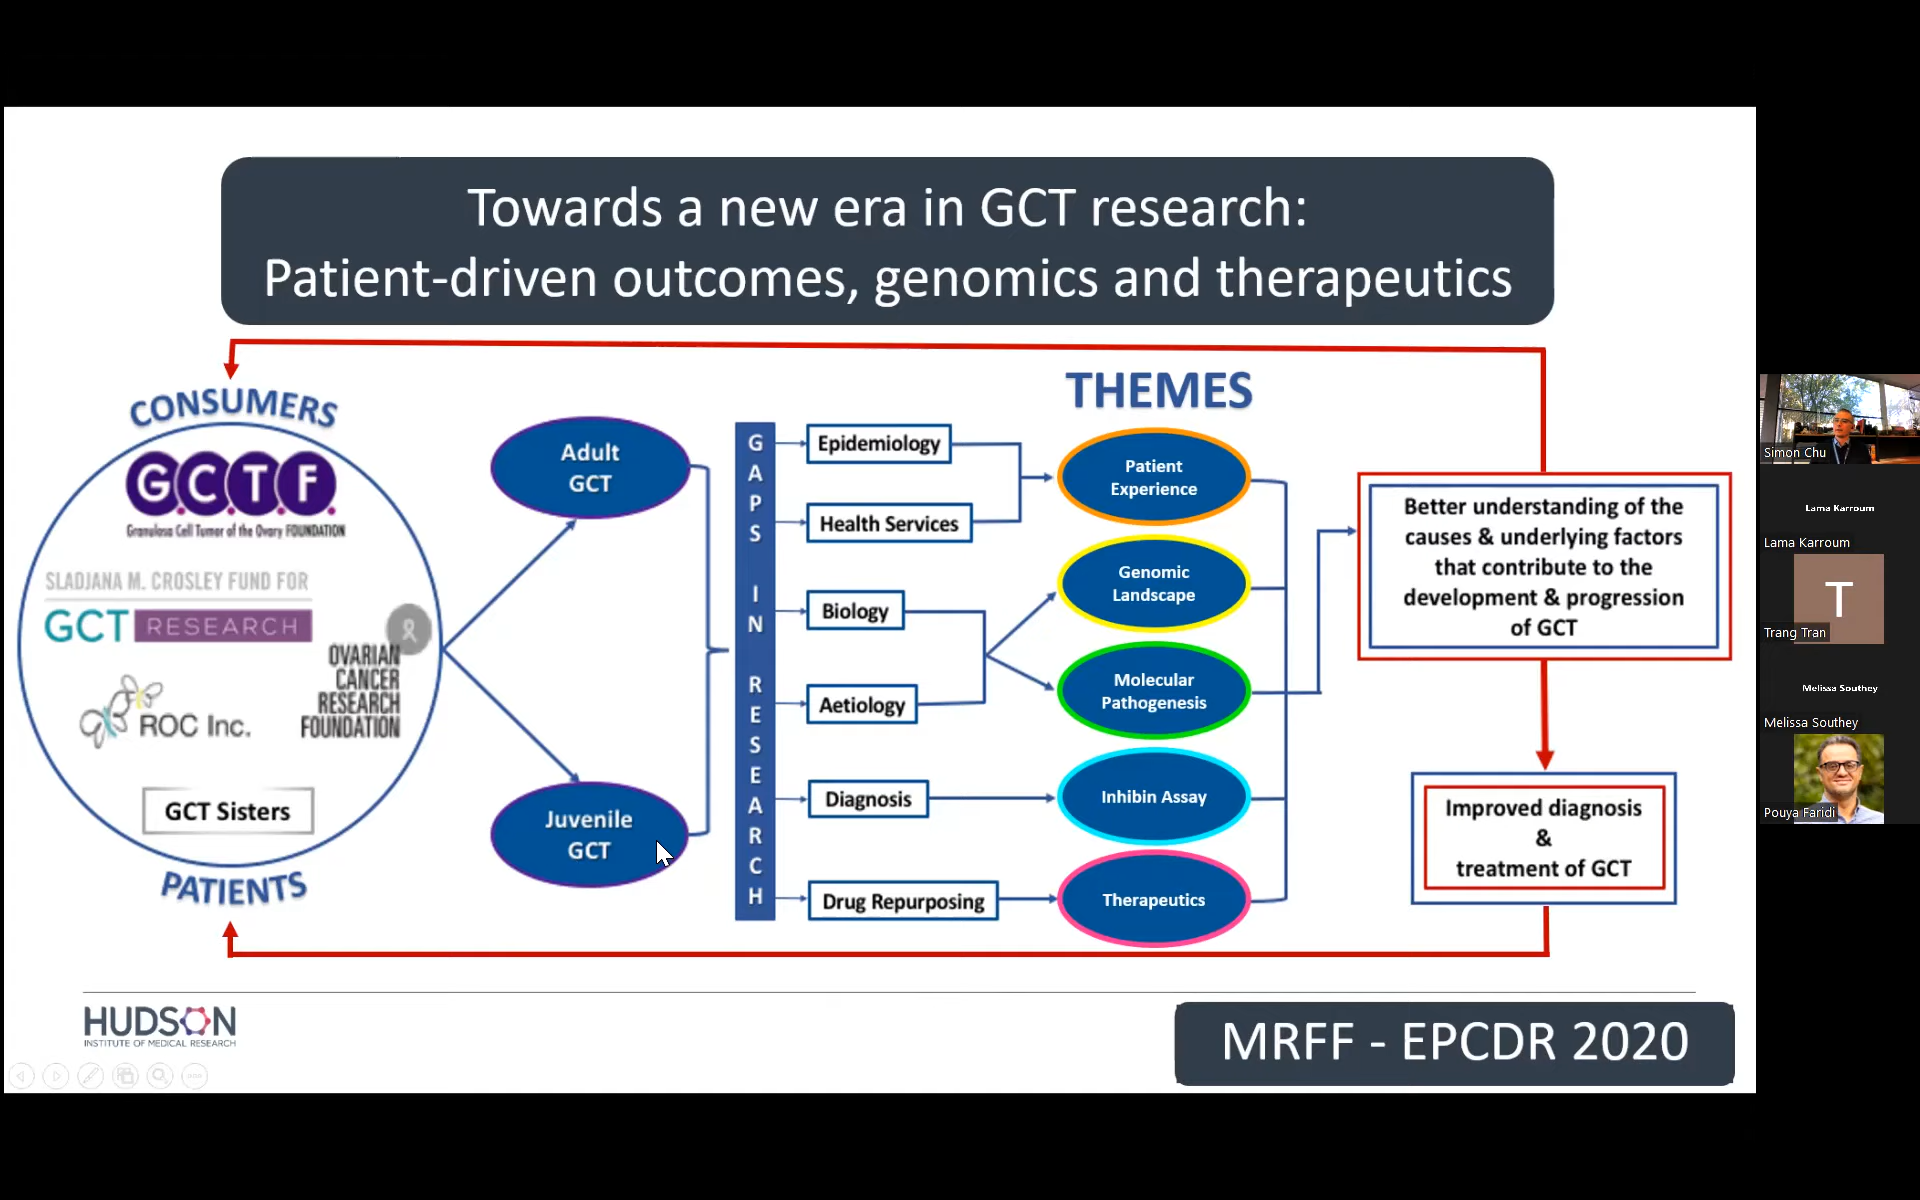 Towards a new era in GCT research:
Patient-driven outcomes, genomics and therapeutics
CONSUMERS
G.C.T.F.
Granulosa Cell Tumor of the Ovary FOUNDATION
SLADJANA M. CROSLEY FUND FOR
GCT RESEARCH
OVARIAN
CANCER
RESEARCH
FOUNDATION
ROC Inc.
GCT Sisters
PATIENTS
Adult
GCT
Juvenile
GCT
GAPS IN RESEARCH
Epidemiology
Health Services
Biology
Aetiology
Diagnosis
Drug Repurposing
THEMES
Patient
Experience
Genomic
Landscape
Molecular
Pathogenesis
Inhibin Assay
Therapeutics
Better understanding of the
causes & underlying factors
that contribute to the
development & progression
of GCT
Improved diagnosis
&
treatment of GCT
HUDSON
INSTITUTE OF MEDICAL RESEARCH
MRFF - EPCDR 2020
Simon Chu
Lama Karroum
Lama Karroum
T
Trang Tran
Melissa Southey
Melissa Southey
Pouya Faridi